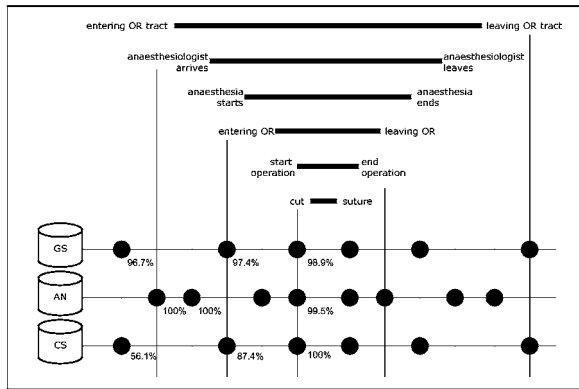 entering OR tract
leaving OR tract
anaesthesiologist
arrives
anaesthesiologist
leaves
anaesthesia
starts
anaesthesia
ends
entering OR
leaving OR
start
operation
end
operation
cut
suture
GS
96.7%
97.4%
98.9%
AN
100%
100%
99.5%
CS
56.1%
87.4%
100%